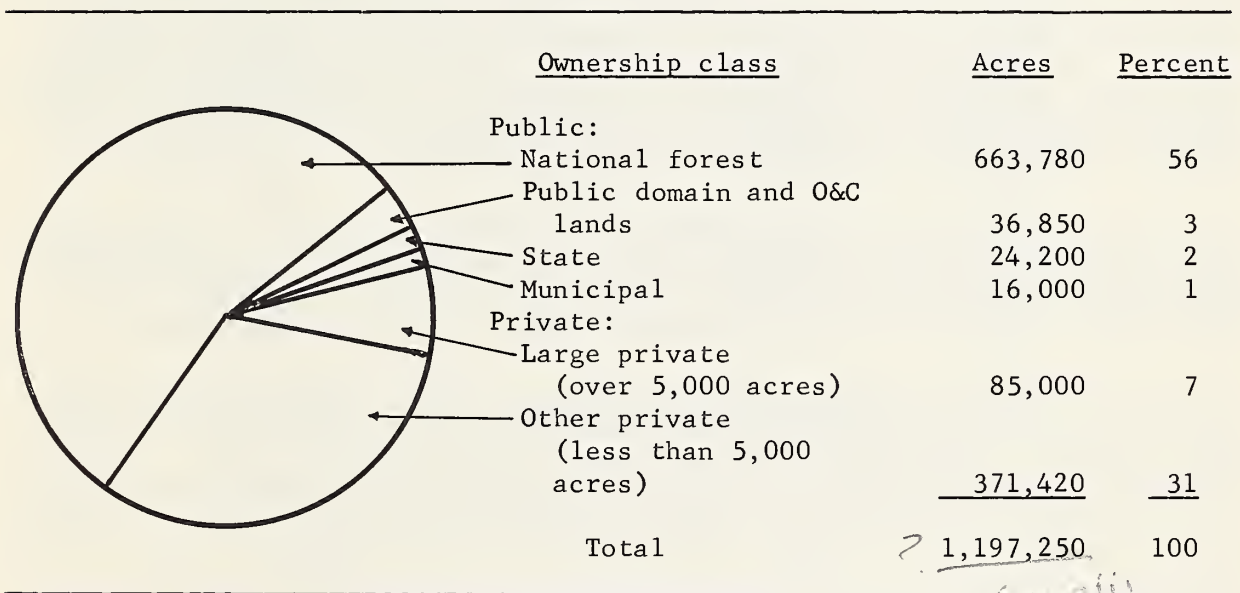 Ownership class Acres Percent
Public:
National forest 663,780 56
Public domain and O&C
lands 36,850 3
State 24,200 2
Municipal 16,000 1
Private:
Large private
(over 5,000 acres) 85,000 7
Other private
(less than 5,000
acres) 371,420 31
Total ? 1,197,250 100